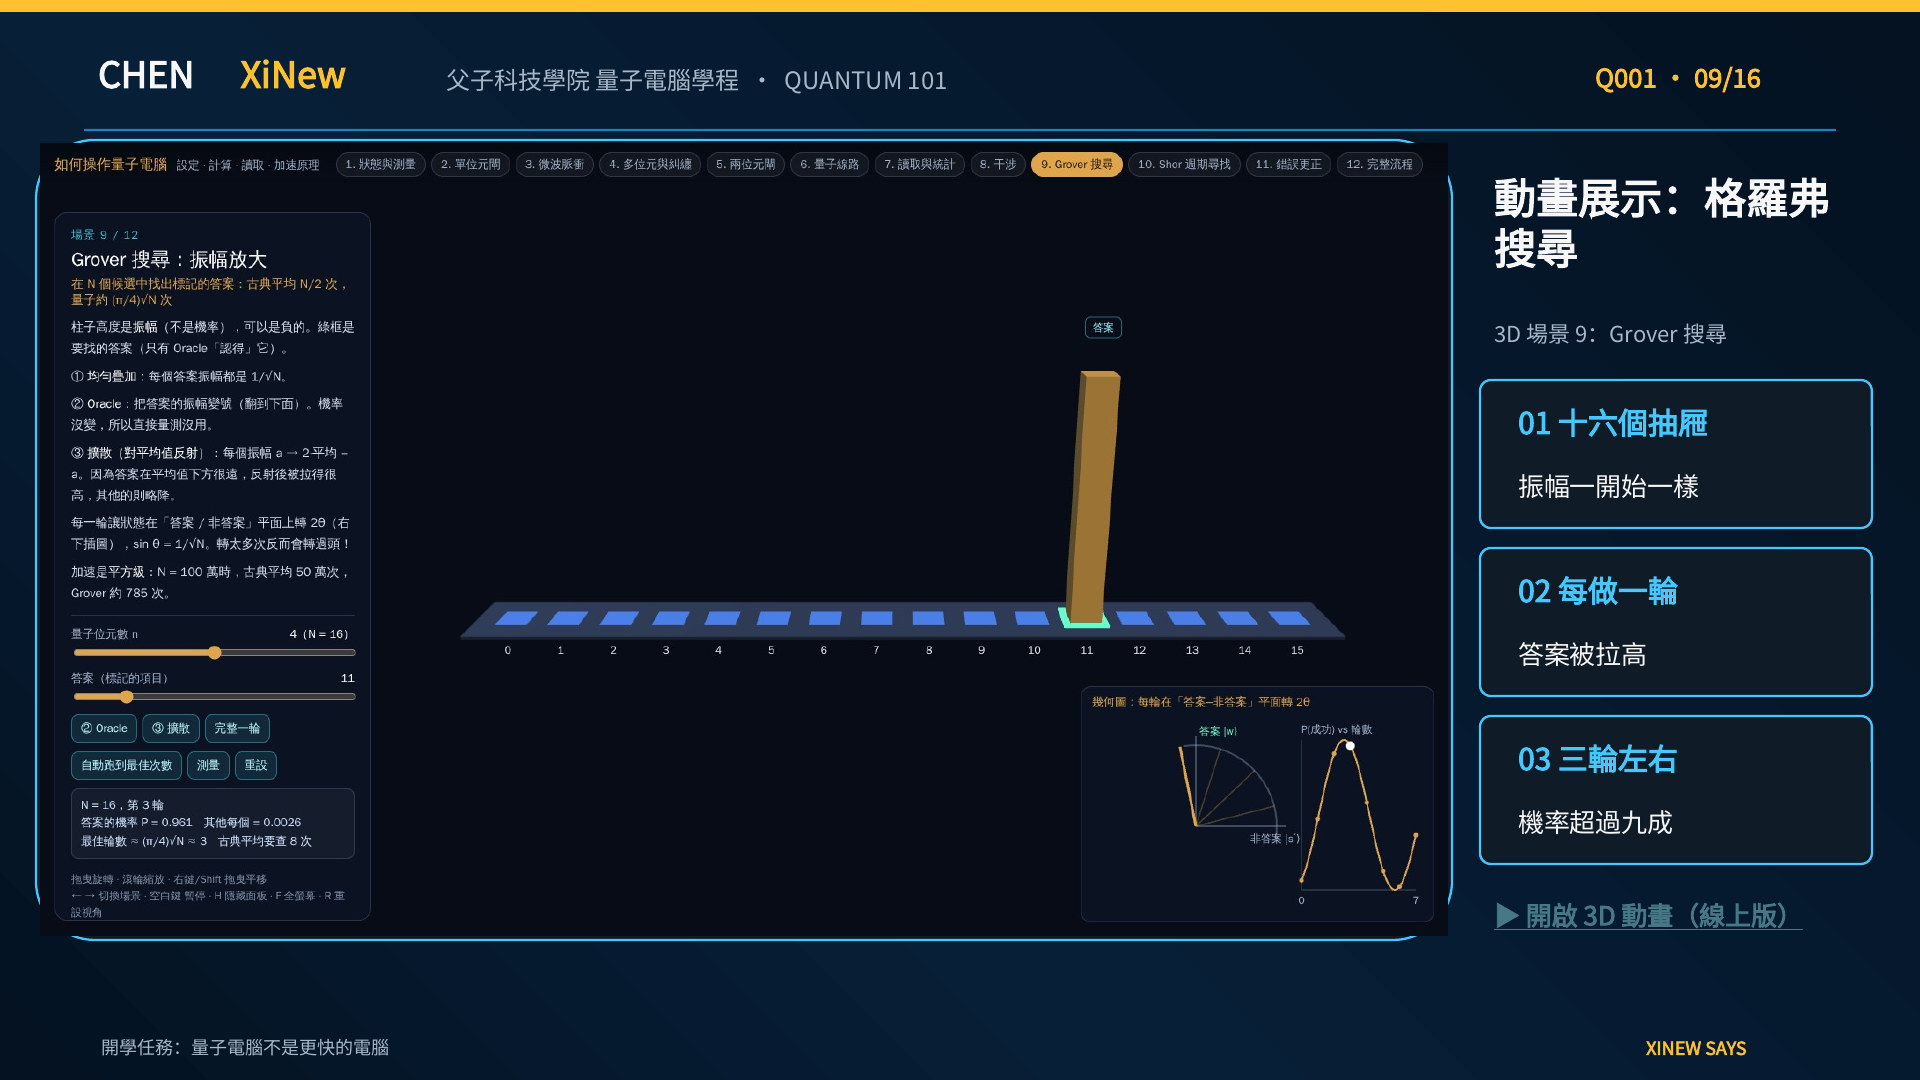 CHEN XiNew 父子科技學院 量子電腦學程 · QUANTUM 101 Q001 · 09/16
如何操作量子電腦 設定 · 計算 · 讀取 · 加速原理 1. 狀態與測量 2. 單位元閘 3. 微波脈衝 4. 多位元與糾纏 5. 兩位元閘 6. 量子線路 7. 讀取與統計 8. 干涉 9. Grover 搜尋 10. Shor 週期尋找 11. 錯誤更正 12. 完整流程
場景 9 / 12
Grover 搜尋：振幅放大
在 N 個候選中找出標記的答案：古典平均 N/2 次，
量子約 (π/4)√N 次
柱子高度是振幅（不是機率），可以是負的。綠框是
要找的答案（只有 Oracle「認得」它）。
① 均勻疊加：每個答案振幅都是 1/√N。
② Oracle：把答案的振幅變號（翻到下面）。機率
沒變，所以直接量測沒用。
③ 擴散（對平均值反射）：每個振幅 a → 2·平均 −
a。因為答案在平均值下方很遠，反射後被拉得很
高，其他的則略降。
每一輪讓狀態在「答案 / 非答案」平面上轉 2θ（右
下插圖），sin θ = 1/√N。轉太多次反而會轉過頭！
加速是平方級：N = 100 萬時，古典平均 50 萬次，
Grover 約 785 次。
量子位元數 n 4（N = 16）
答案（標記的項目） 11
② Oracle ③ 擴散 完整一輪
自動跑到最佳次數 測量 重設
N = 16，第 3 輪
答案的機率 P = 0.961 其他每個 = 0.0026
最佳輪數 ≈ (π/4)√N ≈ 3 古典平均要查 8 次
拖曳旋轉 · 滾輪縮放 · 右鍵/Shift 拖曳平移
← → 切換場景 · 空白鍵 暫停 · H 隱藏面板 · F 全螢幕 · R 重
設視角
答案
0 1 2 3 4 5 6 7 8 9 10 11 12 13 14 15
幾何圖：每輪在「答案–非答案」平面轉 2θ
答案 |w⟩
非答案 |s'⟩
P(成功) vs 輪數
0 7
動畫展示：格羅弗
搜尋
3D 場景 9：Grover 搜尋
01 十六個抽屜
振幅一開始一樣
02 每做一輪
答案被拉高
03 三輪左右
機率超過九成
▶ 開啟 3D 動畫（線上版）
開學任務：量子電腦不是更快的電腦
XINEW SAYS